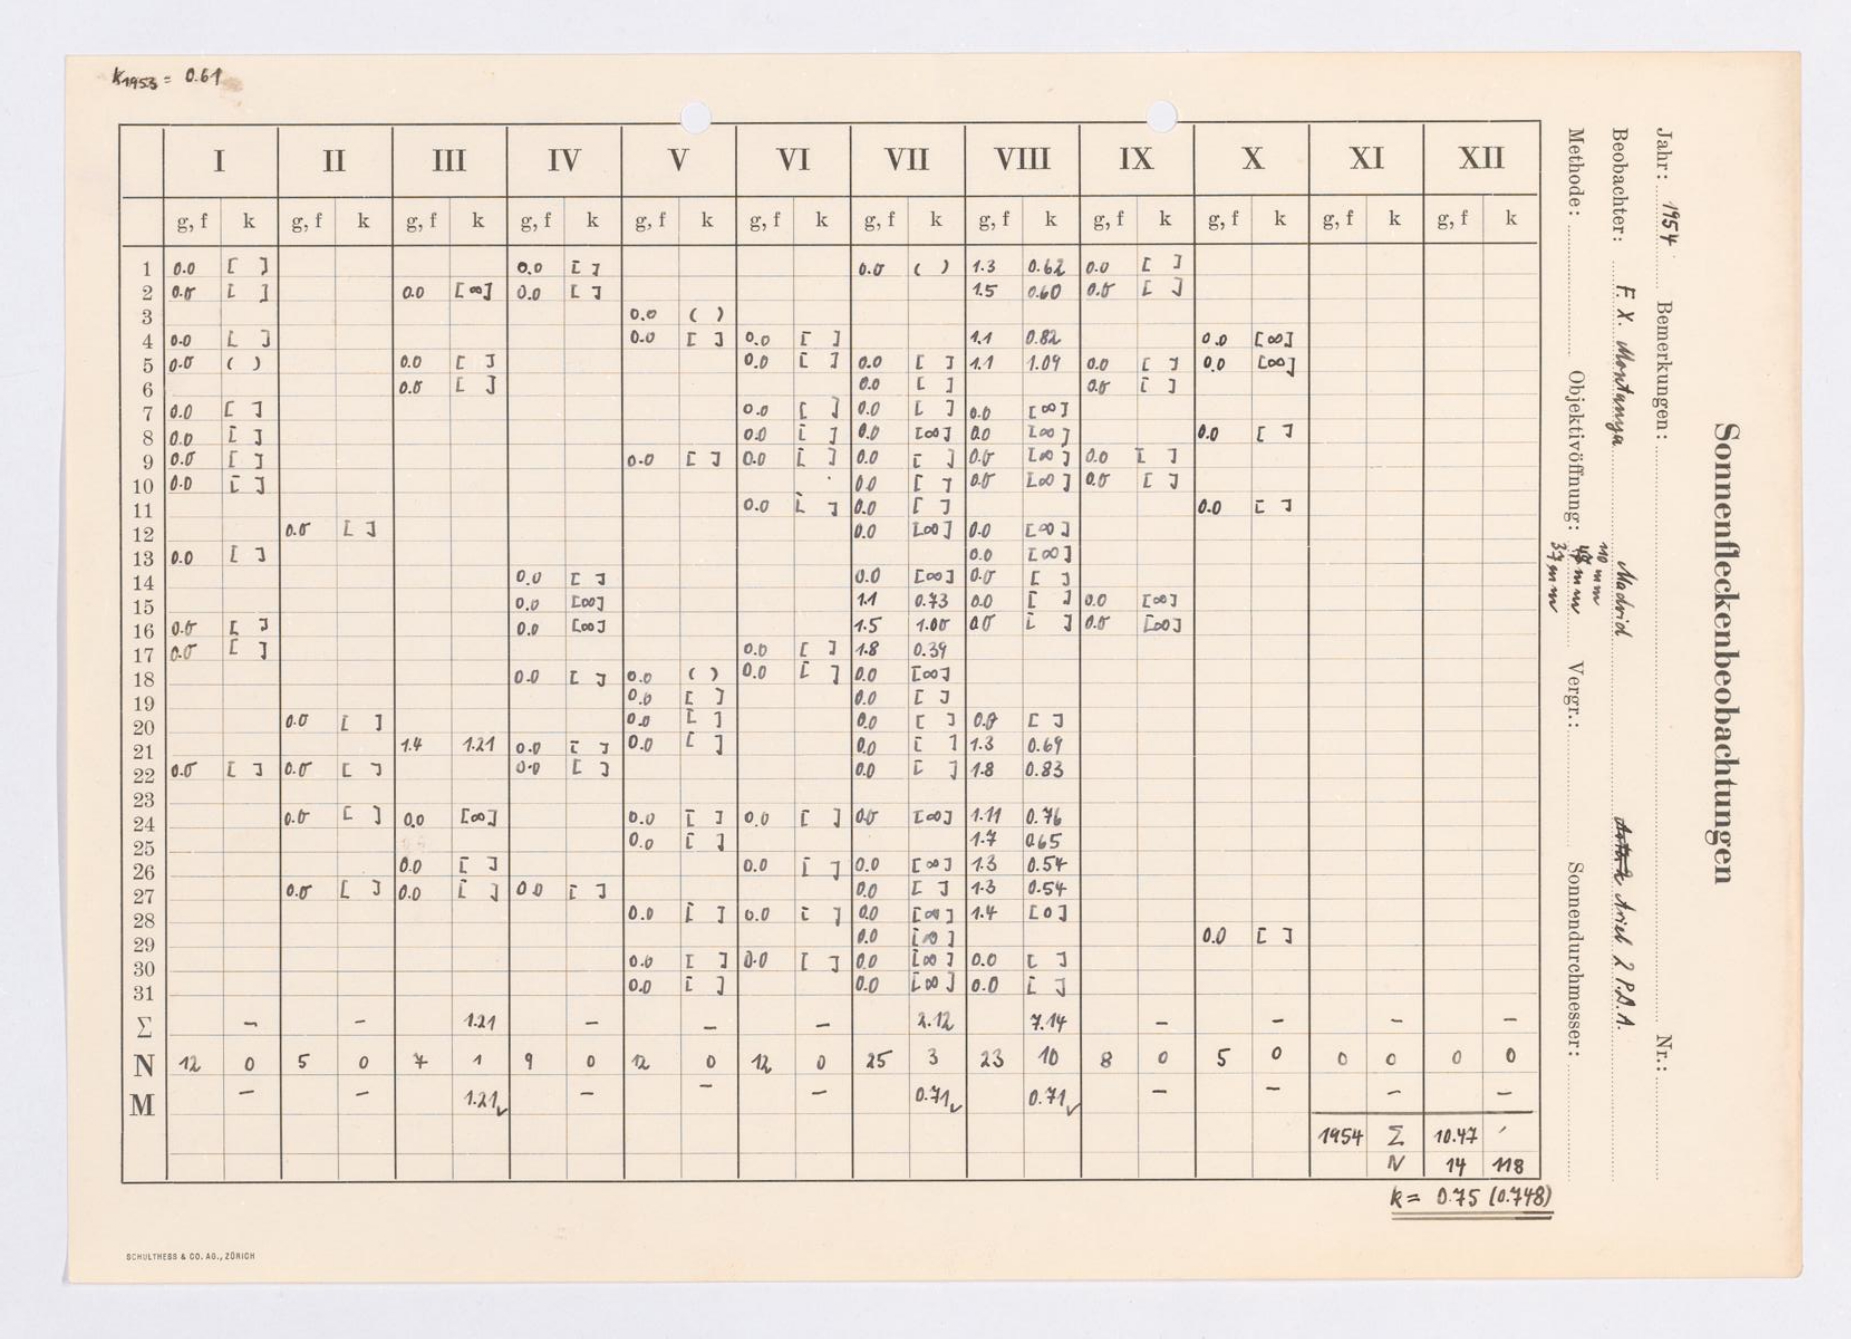 K1953 = 0.61
I II III IV V VI VII VIII IX X XI XII
g, f k g, f k g, f k g, f k g, f k g, f k g, f k g, f k g, f k g, f k g, f k g, f k
1 0.0 [ ] 0.0 [ ] 0.0 ( ) 1.3 0.62 0.0 [ ]
2 0.0 [ ] 0.0 [∞] 0.0 [ ] 1.5 0.60 0.0 [ ]
3 0.0 ( )
4 0.0 [ ] 0.0 [ ] 0.0 [ ] 1.1 0.82 0.0 [∞]
5 0.0 ( ) 0.0 [ ] 0.0 [ ] 0.0 [ ] 1.1 1.09 0.0 [ ] 0.0 [∞]
6 0.0 [ ] 0.0 [ ] 0.0 [ ]
7 0.0 [ ] 0.0 [ ] 0.0 [ ] 0.0 [∞]
8 0.0 [ ] 0.0 [ ] 0.0 [∞] 0.0 [∞] 0.0 [ ]
9 0.0 [ ] 0.0 [ ] 0.0 [ ] 0.0 [ ] 0.0 [∞] 0.0 [ ]
10 0.0 [ ] 0.0 [ ] 0.0 [∞] 0.0 [ ]
11 0.0 [ ] 0.0 [ ] 0.0 [ ]
12 0.0 [ ] 0.0 [∞] 0.0 [∞]
13 0.0 [ ] 0.0 [∞]
14 0.0 [ ] 0.0 [∞] 0.0 [ ]
15 0.0 [∞] 1.1 0.73 0.0 [ ] 0.0 [∞]
16 0.0 [ ] 0.0 [∞] 1.5 1.00 0.0 [ ] 0.0 [∞]
17 0.0 [ ] 0.0 [ ] 1.8 0.39
18 0.0 [ ] 0.0 ( ) 0.0 [ ] 0.0 [∞]
19 0.0 [ ] 0.0 [ ]
20 0.0 [ ] 0.0 [ ] 0.0 [ ] 0.0 [ ]
21 1.4 1.21 0.0 [ ] 0.0 [ ] 0.0 [ ] 1.3 0.69
22 0.0 [ ] 0.0 [ ] 0.0 [ ] 0.0 [ ] 1.8 0.83
23
24 0.0 [ ] 0.0 [∞] 0.0 [ ] 0.0 [ ] 0.0 [∞] 1.11 0.76
25 0.0 [ ] 1.7 0.65
26 0.0 [ ] 0.0 [ ] 0.0 [∞] 1.3 0.54
27 0.0 [ ] 0.0 [ ] 0.0 [ ] 0.0 [ ] 1.3 0.54
28 0.0 [ ] 0.0 [ ] 0.0 [∞] 1.4 [0]
29 0.0 [∞] 0.0 [ ]
30 0.0 [ ] 0.0 [ ] 0.0 [∞] 0.0 [ ]
31 0.0 [ ] 0.0 [∞] 0.0 [ ]
Σ – – 1.21 – – – 2.12 7.14 – – – –
N 12 0 5 0 7 1 9 0 12 0 12 0 25 3 23 10 8 0 5 0 0 0 0 0
M – – 1.21 – – – 0.71 0.71 – – – –
1954 Σ 10.47
N 14 118
k = 0.75 (0.748)
SCHULTHESS & CO. AG., ZÜRICH
Sonnenfleckenbeobachtungen
Jahr: 1954 Bemerkungen: Nr.:
Beobachter: F. X. Montanya Madrid Ariel 2 P.D.A.
Methode: Objektivöffnung: 110 mm 37 mm Vergr.: Sonnendurchmesser: